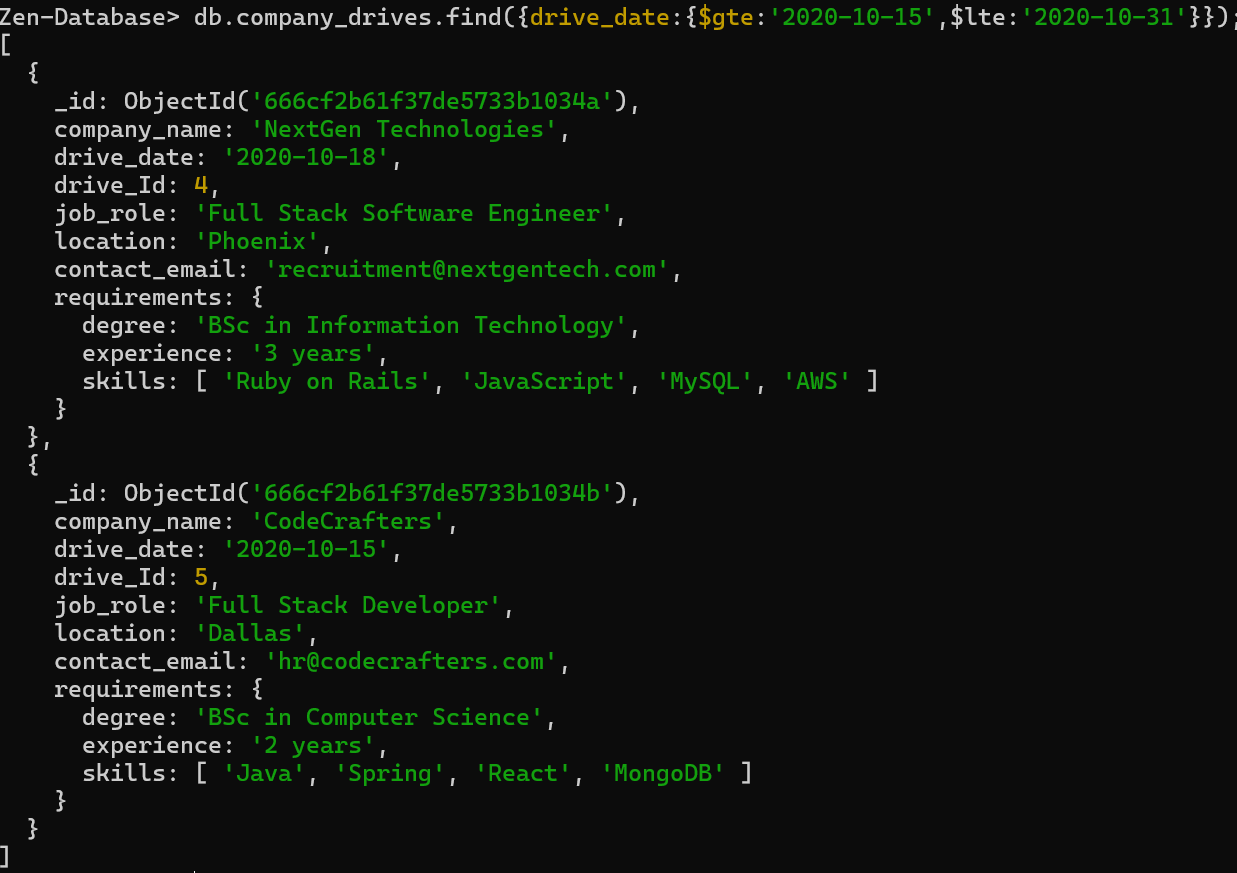 Zen-Database> db.company_drives.find({drive_date:{$gte:'2020-10-15',$lte:'2020-10-31'}});
[
  {
    _id: ObjectId('666cf2b61f37de5733b1034a'),
    company_name: 'NextGen Technologies',
    drive_date: '2020-10-18',
    drive_Id: 4,
    job_role: 'Full Stack Software Engineer',
    location: 'Phoenix',
    contact_email: 'recruitment@nextgentech.com',
    requirements: {
      degree: 'BSc in Information Technology',
      experience: '3 years',
      skills: [ 'Ruby on Rails', 'JavaScript', 'MySQL', 'AWS' ]
    }
  },
  {
    _id: ObjectId('666cf2b61f37de5733b1034b'),
    company_name: 'CodeCrafters',
    drive_date: '2020-10-15',
    drive_Id: 5,
    job_role: 'Full Stack Developer',
    location: 'Dallas',
    contact_email: 'hr@codecrafters.com',
    requirements: {
      degree: 'BSc in Computer Science',
      experience: '2 years',
      skills: [ 'Java', 'Spring', 'React', 'MongoDB' ]
    }
  }
]